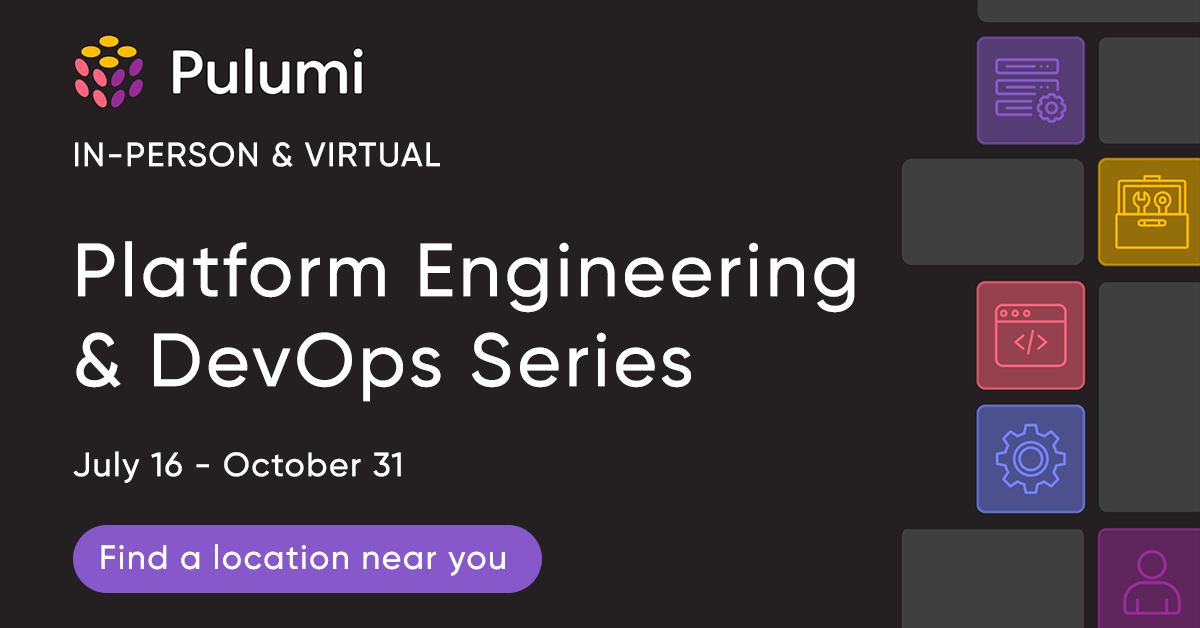 Pulumi
IN-PERSON & VIRTUAL
Platform Engineering
& DevOps Series
July 16 - October 31
Find a location near you
</>